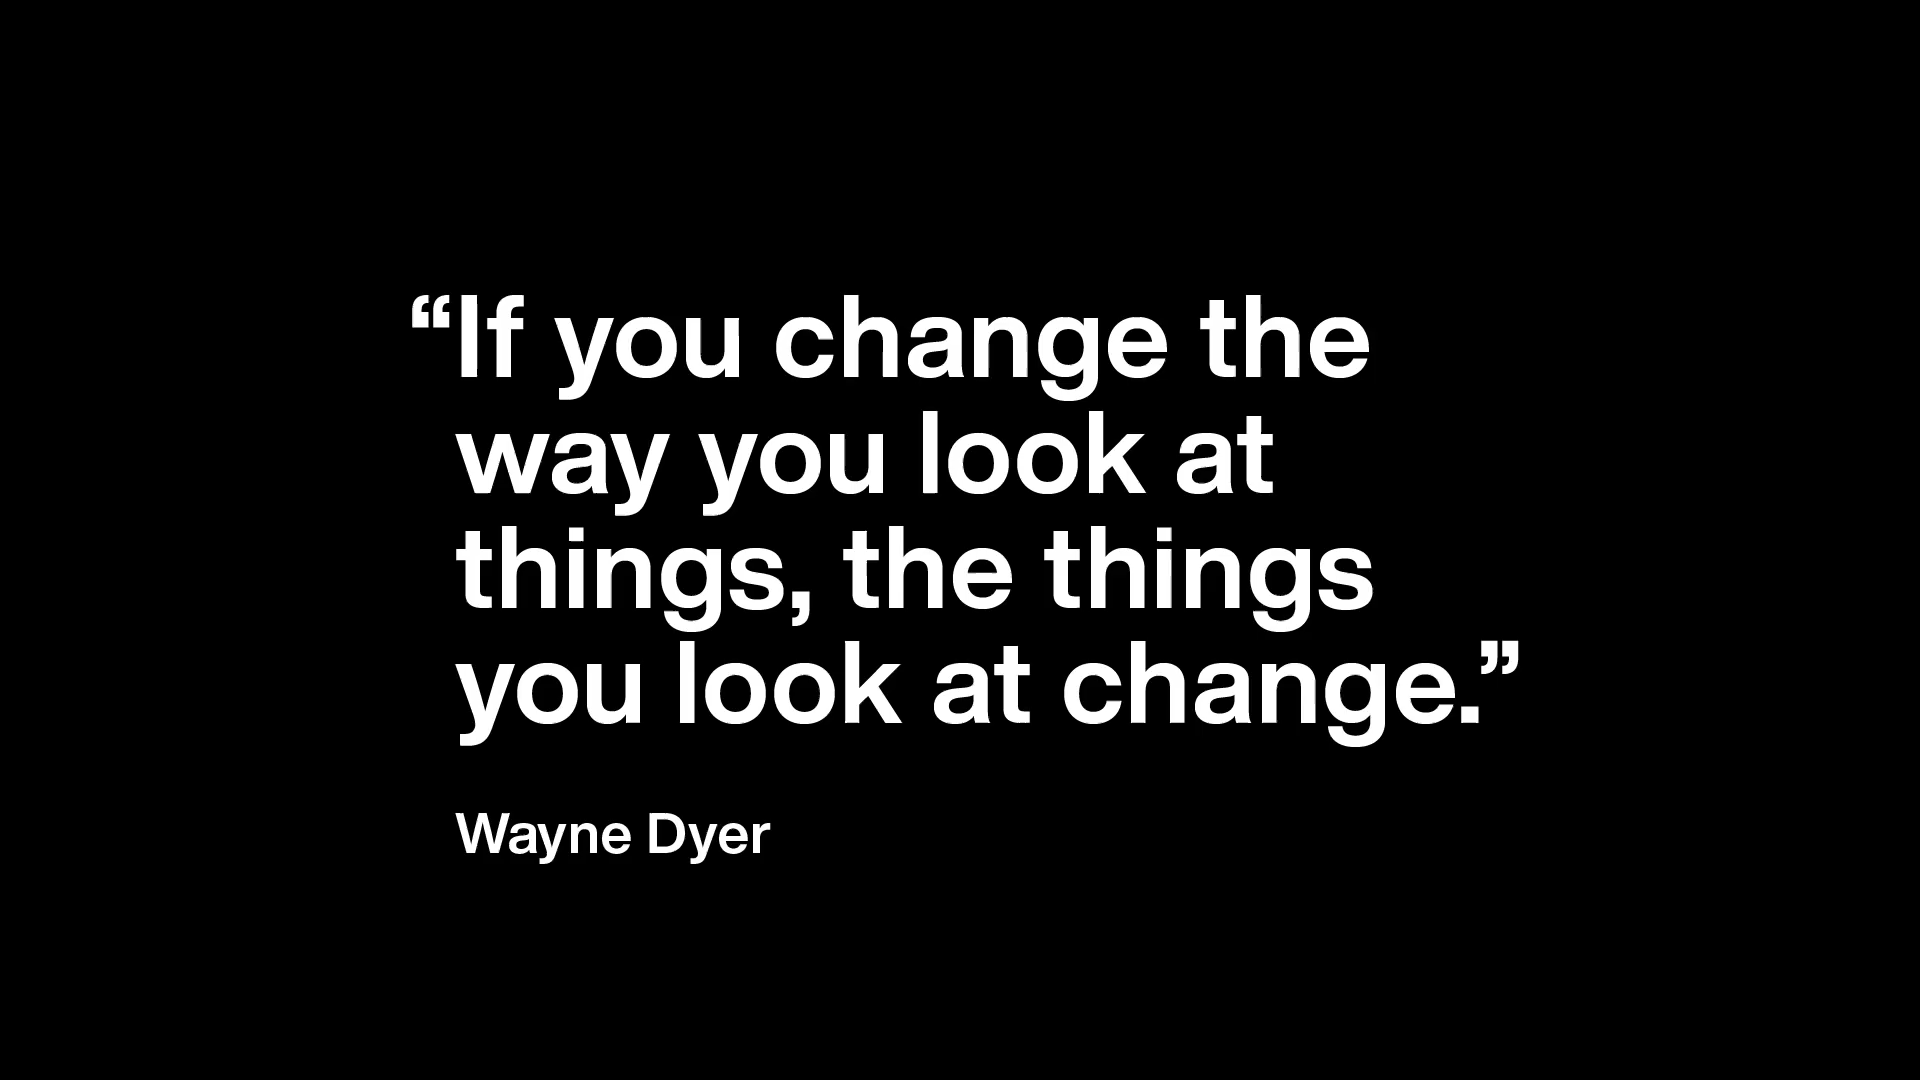 “If you change the
way you look at
things, the things
you look at change.”
Wayne Dyer